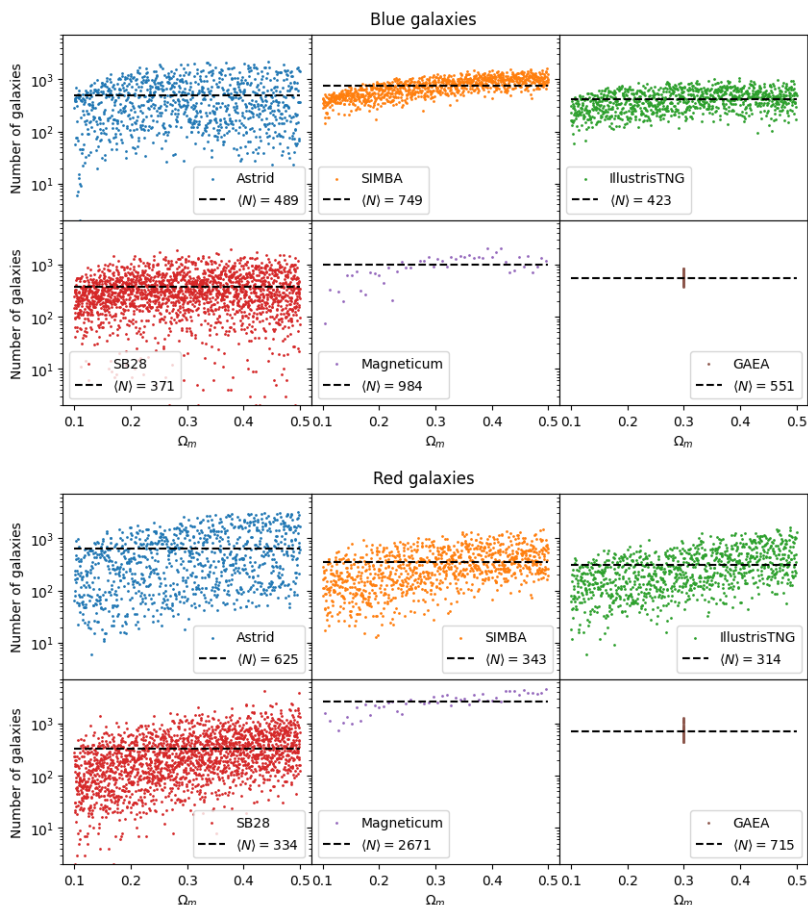 Blue galaxies
Number of galaxies
10³
10²
10¹
Astrid
⟨N⟩ = 489
SIMBA
⟨N⟩ = 749
IllustrisTNG
⟨N⟩ = 423
Number of galaxies
10³
10²
10¹
SB28
⟨N⟩ = 371
Magneticum
⟨N⟩ = 984
GAEA
⟨N⟩ = 551
0.1 0.2 0.3 0.4 0.5
0.1 0.2 0.3 0.4 0.5
0.1 0.2 0.3 0.4 0.5
Ωₘ
Ωₘ
Ωₘ
Red galaxies
Number of galaxies
10³
10²
10¹
Astrid
⟨N⟩ = 625
SIMBA
⟨N⟩ = 343
IllustrisTNG
⟨N⟩ = 314
Number of galaxies
10³
10²
10¹
SB28
⟨N⟩ = 334
Magneticum
⟨N⟩ = 2671
GAEA
⟨N⟩ = 715
0.1 0.2 0.3 0.4 0.5
0.1 0.2 0.3 0.4 0.5
0.1 0.2 0.3 0.4 0.5
Ωₘ
Ωₘ
Ωₘ